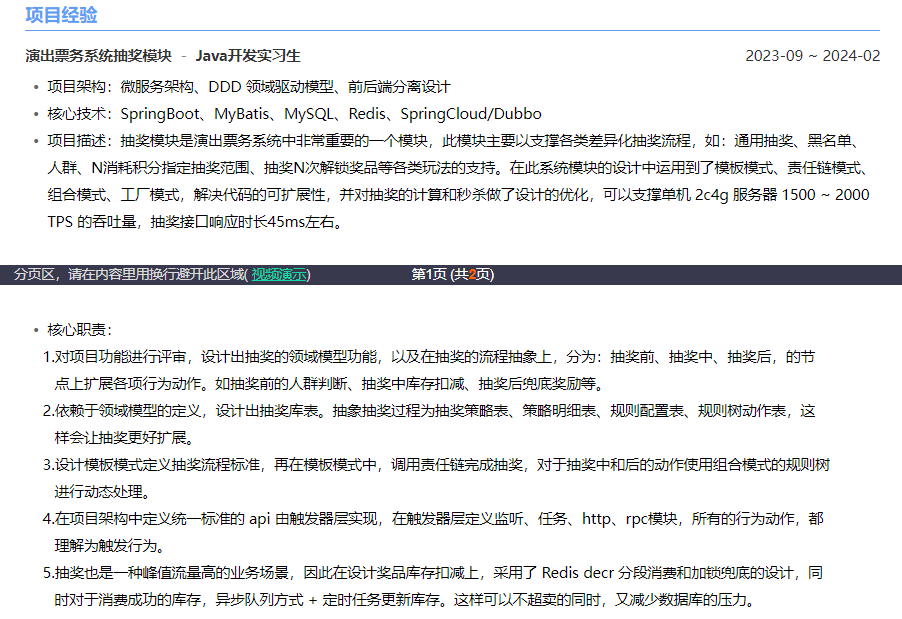 项目经验
演出票务系统抽奖模块 - Java开发实习生 2023-09 ~ 2024-02
• 项目架构：微服务架构、DDD 领域驱动模型、前后端分离设计
• 核心技术：SpringBoot、MyBatis、MySQL、Redis、SpringCloud/Dubbo
• 项目描述：抽奖模块是演出票务系统中非常重要的一个模块，此模块主要以支撑各类差异化抽奖流程，如：通用抽奖、黑名单、
人群、N消耗积分指定抽奖范围、抽奖N次解锁奖品等各类玩法的支持。在此系统模块的设计中运用到了模板模式、责任链模式、
组合模式、工厂模式，解决代码的可扩展性，并对抽奖的计算和秒杀做了设计的优化，可以支撑单机 2c4g 服务器 1500 ~ 2000
TPS 的吞吐量，抽奖接口响应时长45ms左右。
分页区，请在内容里用换行避开此区域( 视频演示) 第1页 (共2页)
• 核心职责：
1.对项目功能进行评审，设计出抽奖的领域模型功能，以及在抽奖的流程抽象上，分为：抽奖前、抽奖中、抽奖后，的节
点上扩展各项行为动作。如抽奖前的人群判断、抽奖中库存扣减、抽奖后兜底奖励等。
2.依赖于领域模型的定义，设计出抽奖库表。抽象抽奖过程为抽奖策略表、策略明细表、规则配置表、规则树动作表，这
样会让抽奖更好扩展。
3.设计模板模式定义抽奖流程标准，再在模板模式中，调用责任链完成抽奖，对于抽奖中和后的动作使用组合模式的规则树
进行动态处理。
4.在项目架构中定义统一标准的 api 由触发器层实现，在触发器层定义监听、任务、http、rpc模块，所有的行为动作，都
理解为触发行为。
5.抽奖也是一种峰值流量高的业务场景，因此在设计奖品库存扣减上，采用了 Redis decr 分段消费和加锁兜底的设计，同
时对于消费成功的库存，异步队列方式 + 定时任务更新库存。这样可以不超卖的同时，又减少数据库的压力。